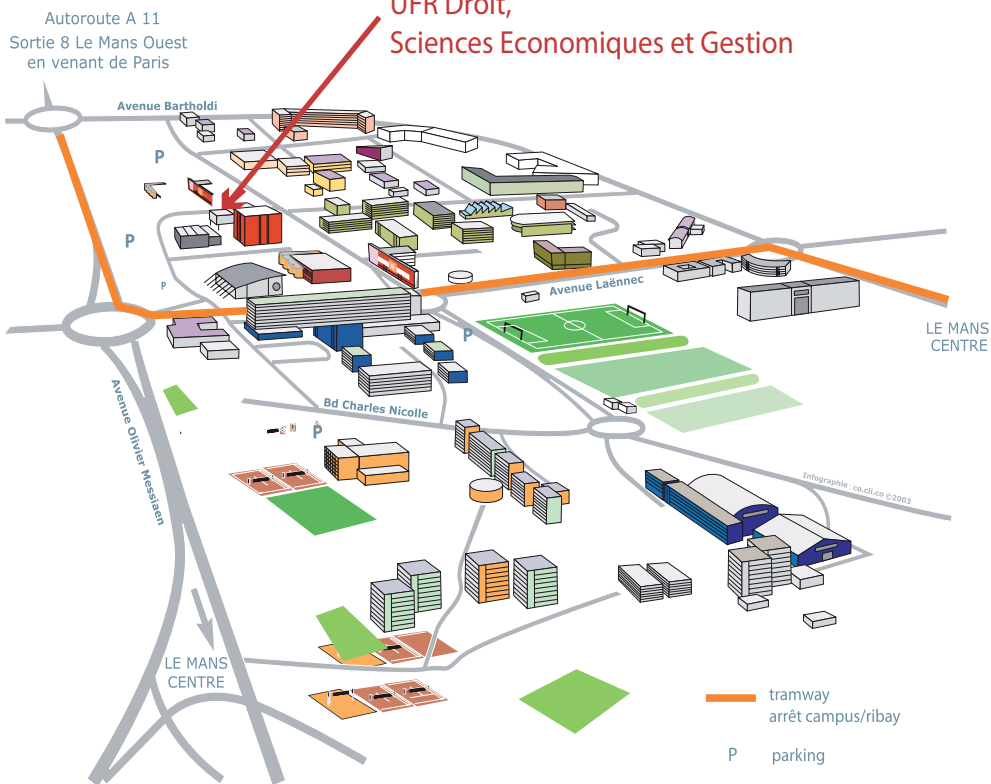 UFR Droit,
Sciences Economiques et Gestion
Autoroute A 11
Sortie 8 Le Mans Ouest
en venant de Paris
Avenue Bartholdi
P
P
P
Avenue Laënnec
LE MANS
CENTRE
P
Bd Charles Nicolle
P
Avenue Olivier Messiaen
Infographie · co.cli.co ©2003
LE MANS
CENTRE
tramway
arrêt campus/ribay
P parking